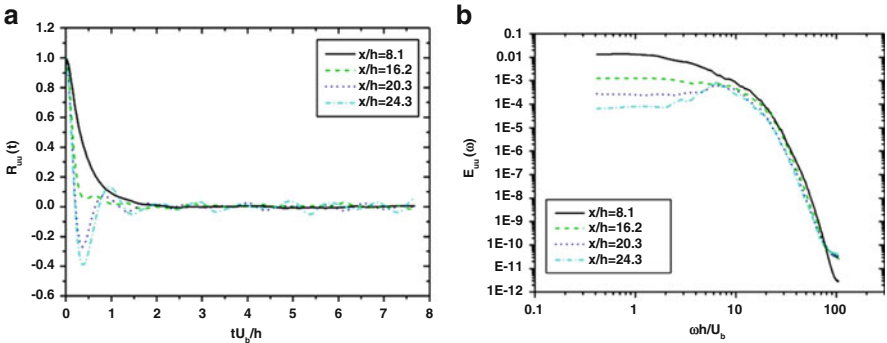 a
1.2
1.0
0.8
0.6
0.4
0.2
0.0
-0.2
-0.4
-0.6
R_uu(t)
0 1 2 3 4 5 6 7 8
tU_b/h
x/h=8.1
x/h=16.2
x/h=20.3
x/h=24.3
b
0.1
0.01
1E-3
1E-4
1E-5
1E-6
1E-7
1E-8
1E-9
1E-10
1E-11
1E-12
E_uu(ω)
0.1 1 10 100
ωh/U_b
x/h=8.1
x/h=16.2
x/h=20.3
x/h=24.3